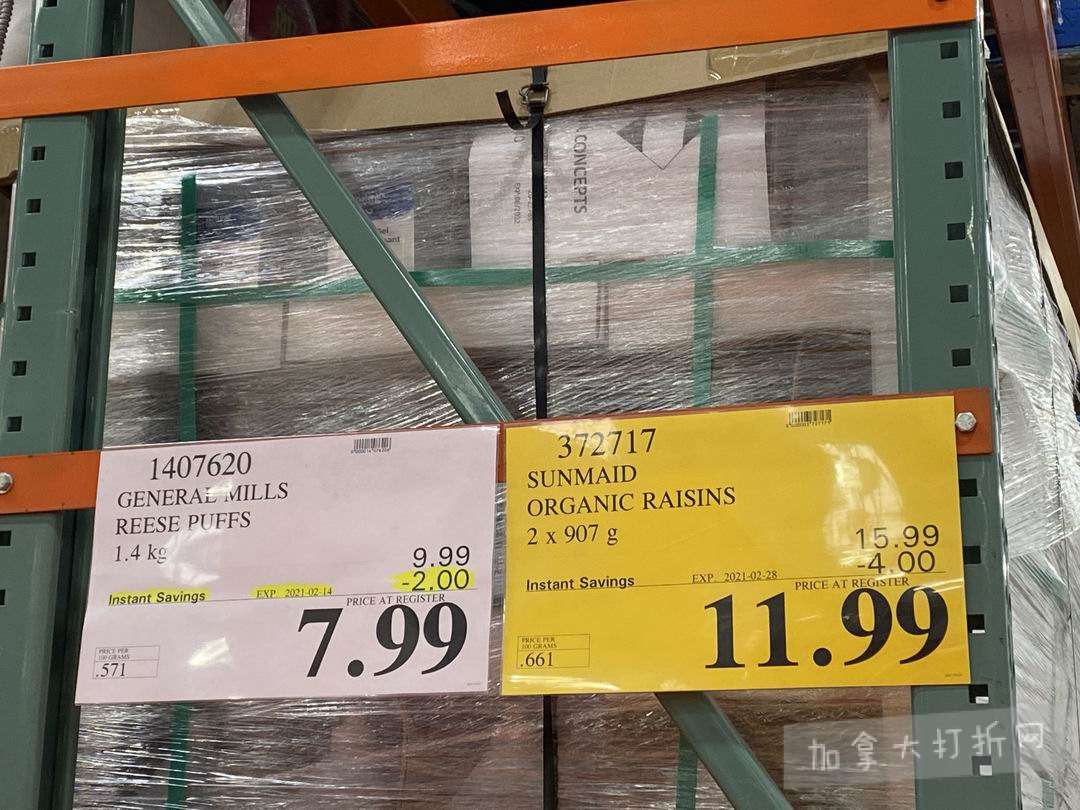 CONCEPTS
1407620
GENERAL MILLS
REESE PUFFS
1.4 kg
9.99
-2.00
Instant Savings
EXP. 2021-02-14
PRICE AT REGISTER
7.99
PRICE PER
100 GRAMS
.571
372717
SUNMAID
ORGANIC RAISINS
2 x 907 g
15.99
-4.00
Instant Savings
EXP. 2021-02-28
PRICE AT REGISTER
11.99
PRICE PER
100 GRAMS
.661
加拿大打折网